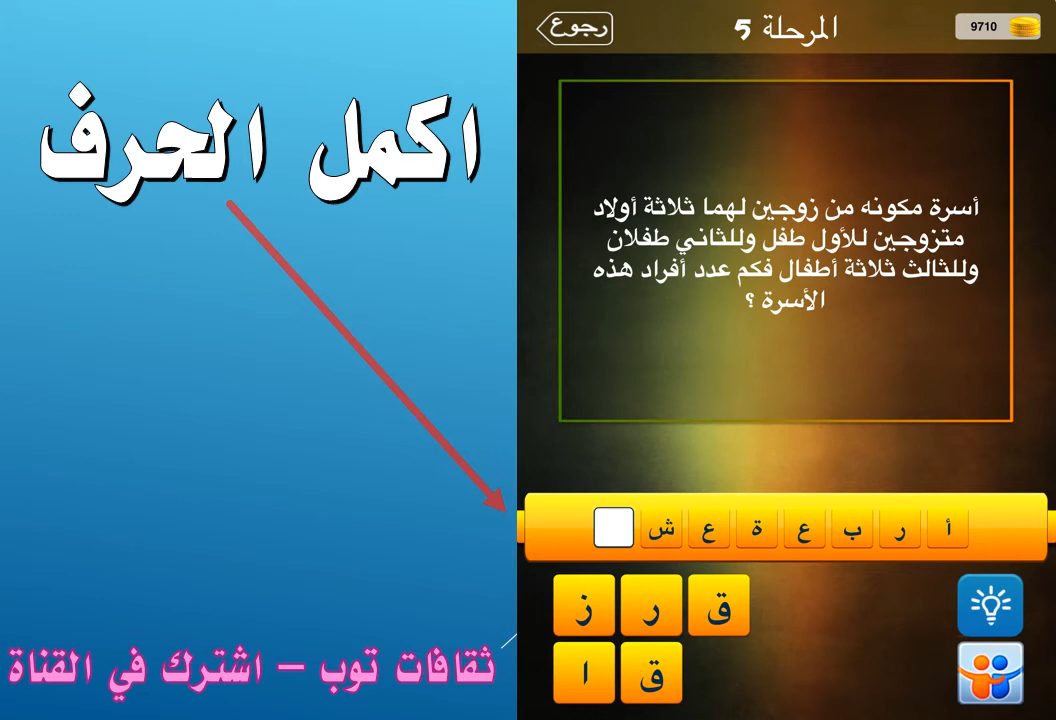 اكمل الحرف
ثقافات توب – اشترك في القناة
رجوع
المرحلة 5
9710
أسرة مكونه من زوجين لهما ثلاثة أولاد
متزوجين للأول طفل وللثاني طفلان
وللثالث ثلاثة أطفال فكم عدد أفراد هذه
الأسرة ؟
أ ر ب ع ة ع ش
ق ر ز
ق ا